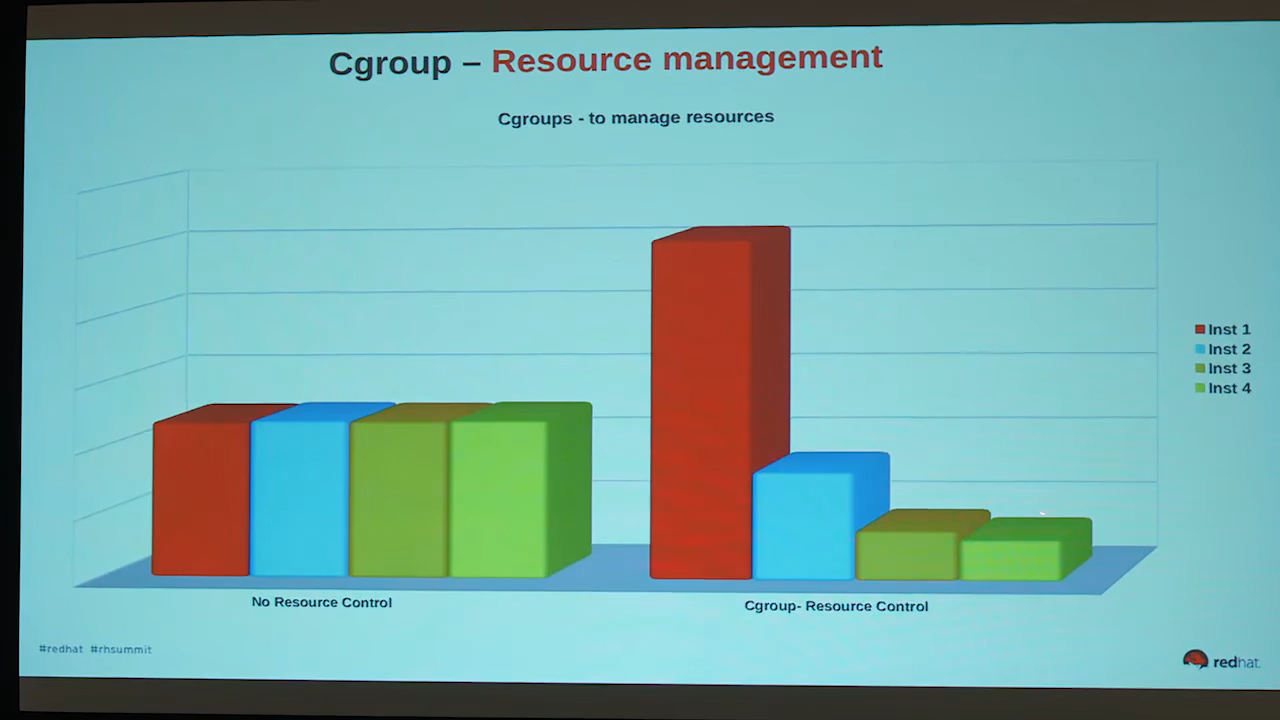 Cgroup – Resource management
Cgroups - to manage resources
Inst 1
Inst 2
Inst 3
Inst 4
No Resource Control
Cgroup- Resource Control
#redhat #rhsummit
redhat.